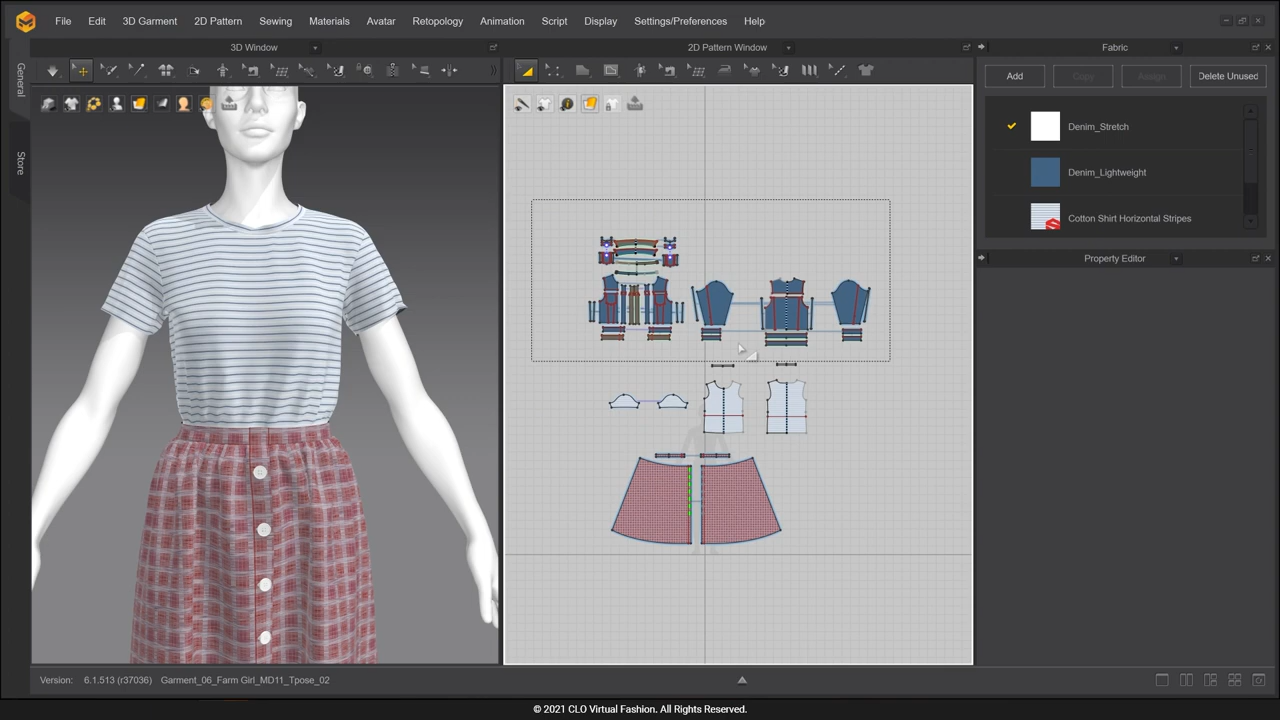 File Edit 3D Garment 2D Pattern Sewing Materials Avatar Retopology Animation Script Display Settings/Preferences Help
3D Window
2D Pattern Window
Fabric
General
Store
Add
Copy
Assign
Delete Unused
Denim_Stretch
Denim_Lightweight
Cotton Shirt Horizontal Stripes
Property Editor
Version: 6.1.513 (r37036) Garment_06_Farm Girl_MD11_Tpose_02
© 2021 CLO Virtual Fashion. All Rights Reserved.